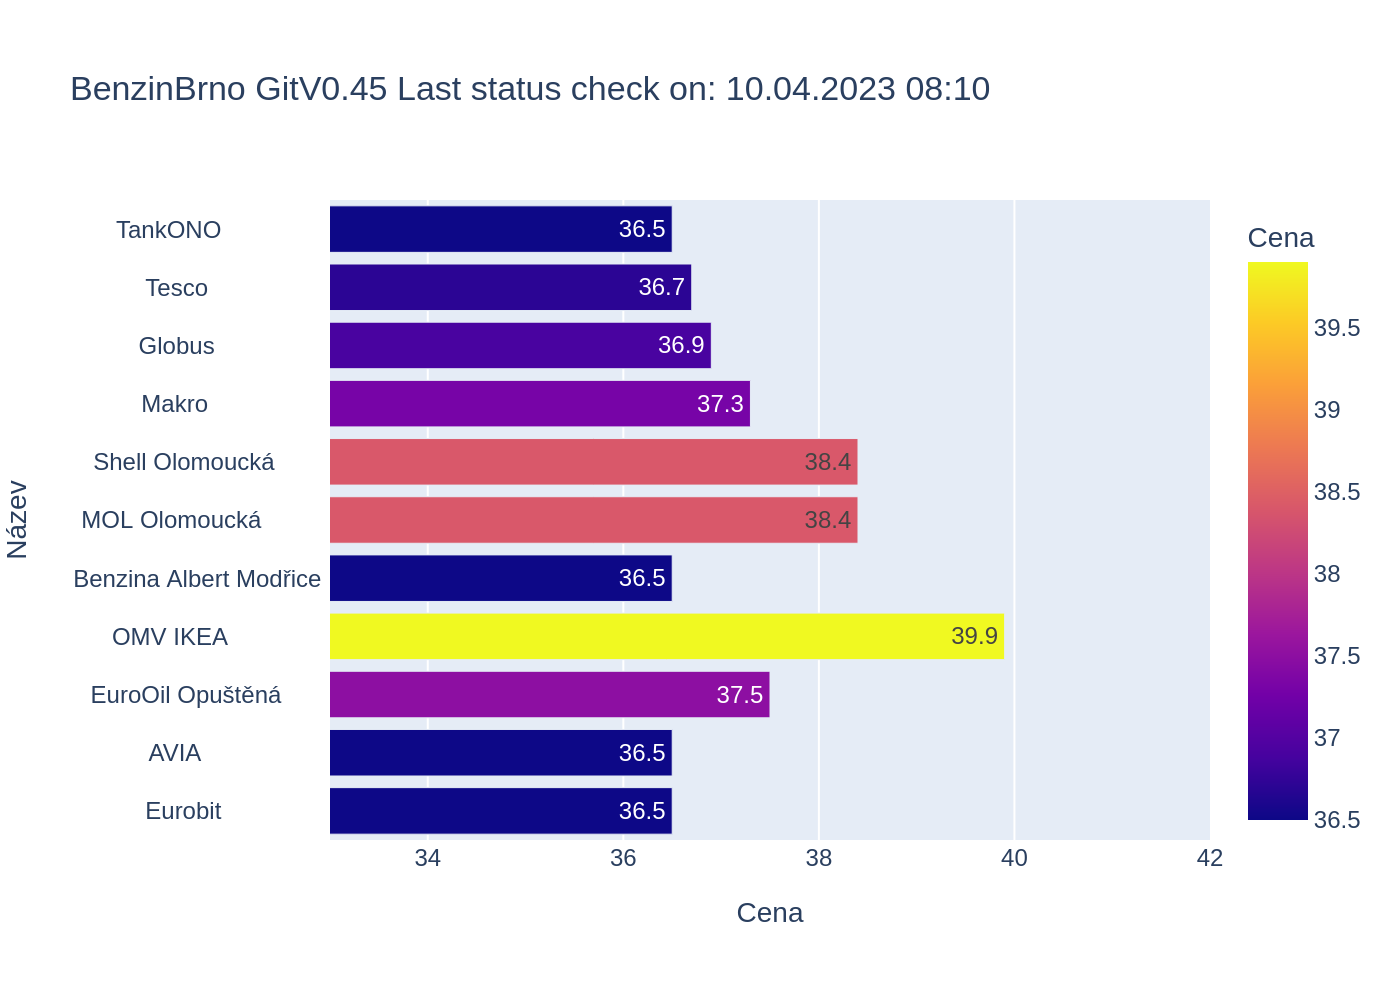 BenzinBrno GitV0.45 Last status check on: 10.04.2023 08:10
Název
TankONO 36.5
Tesco 36.7
Globus 36.9
Makro 37.3
Shell Olomoucká 38.4
MOL Olomoucká 38.4
Benzina Albert Modřice 36.5
OMV IKEA 39.9
EuroOil Opuštěná 37.5
AVIA 36.5
Eurobit 36.5
34 36 38 40 42
Cena
Cena
39.5
39
38.5
38
37.5
37
36.5